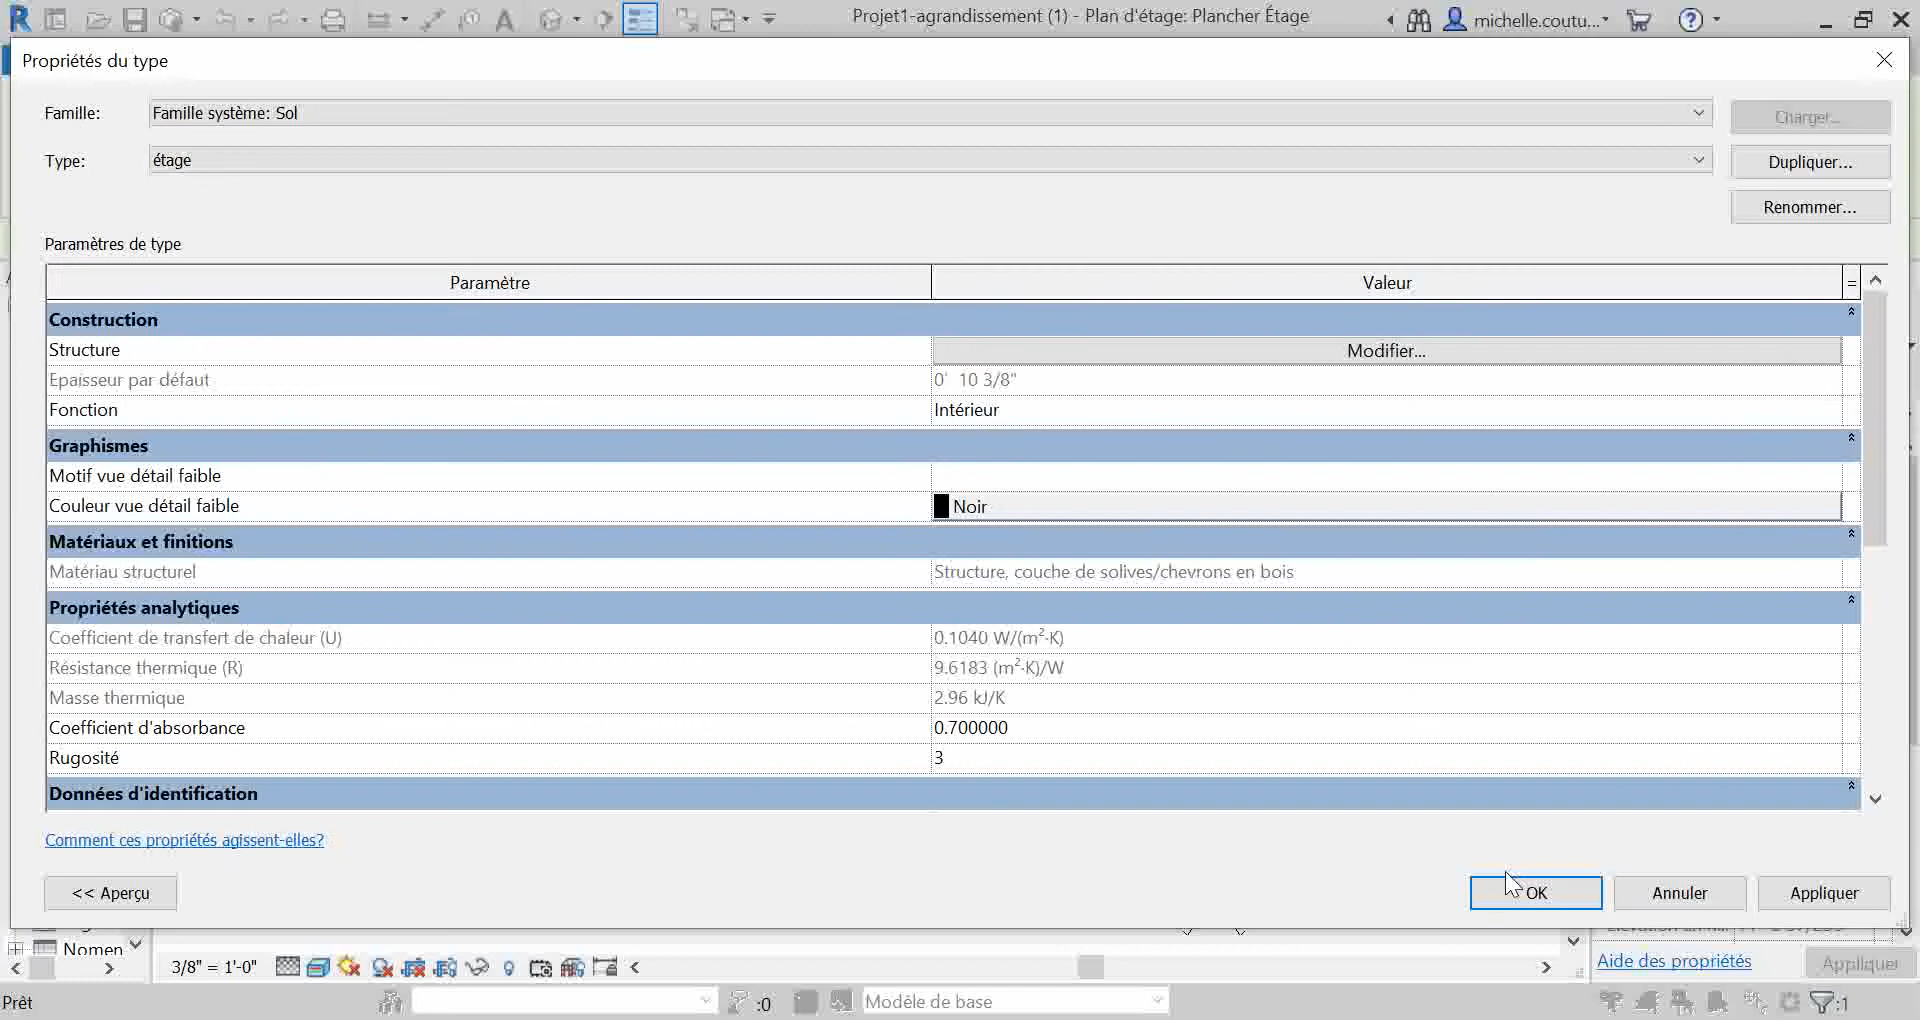 Projet1-agrandissement (1) - Plan d'étage: Plancher Étage
michelle.coutu...
Propriétés du type
Famille:
Famille système: Sol
Charger...
Type:
étage
Dupliquer...
Renommer...
Paramètres de type
Paramètre
Valeur
=
Construction
Structure
Modifier...
Epaisseur par défaut
0' 10 3/8"
Fonction
Intérieur
Graphismes
Motif vue détail faible
Couleur vue détail faible
Noir
Matériaux et finitions
Matériau structurel
Structure, couche de solives/chevrons en bois
Propriétés analytiques
Coefficient de transfert de chaleur (U)
0.1040 W/(m²·K)
Résistance thermique (R)
9.6183 (m²·K)/W
Masse thermique
2.96 kJ/K
Coefficient d'absorbance
0.700000
Rugosité
3
Données d'identification
Comment ces propriétés agissent-elles?
<< Aperçu
OK
Annuler
Appliquer
Nomen
3/8" = 1'-0"
Aide des propriétés
Appliquer
Prêt
:0
Modèle de base
:1